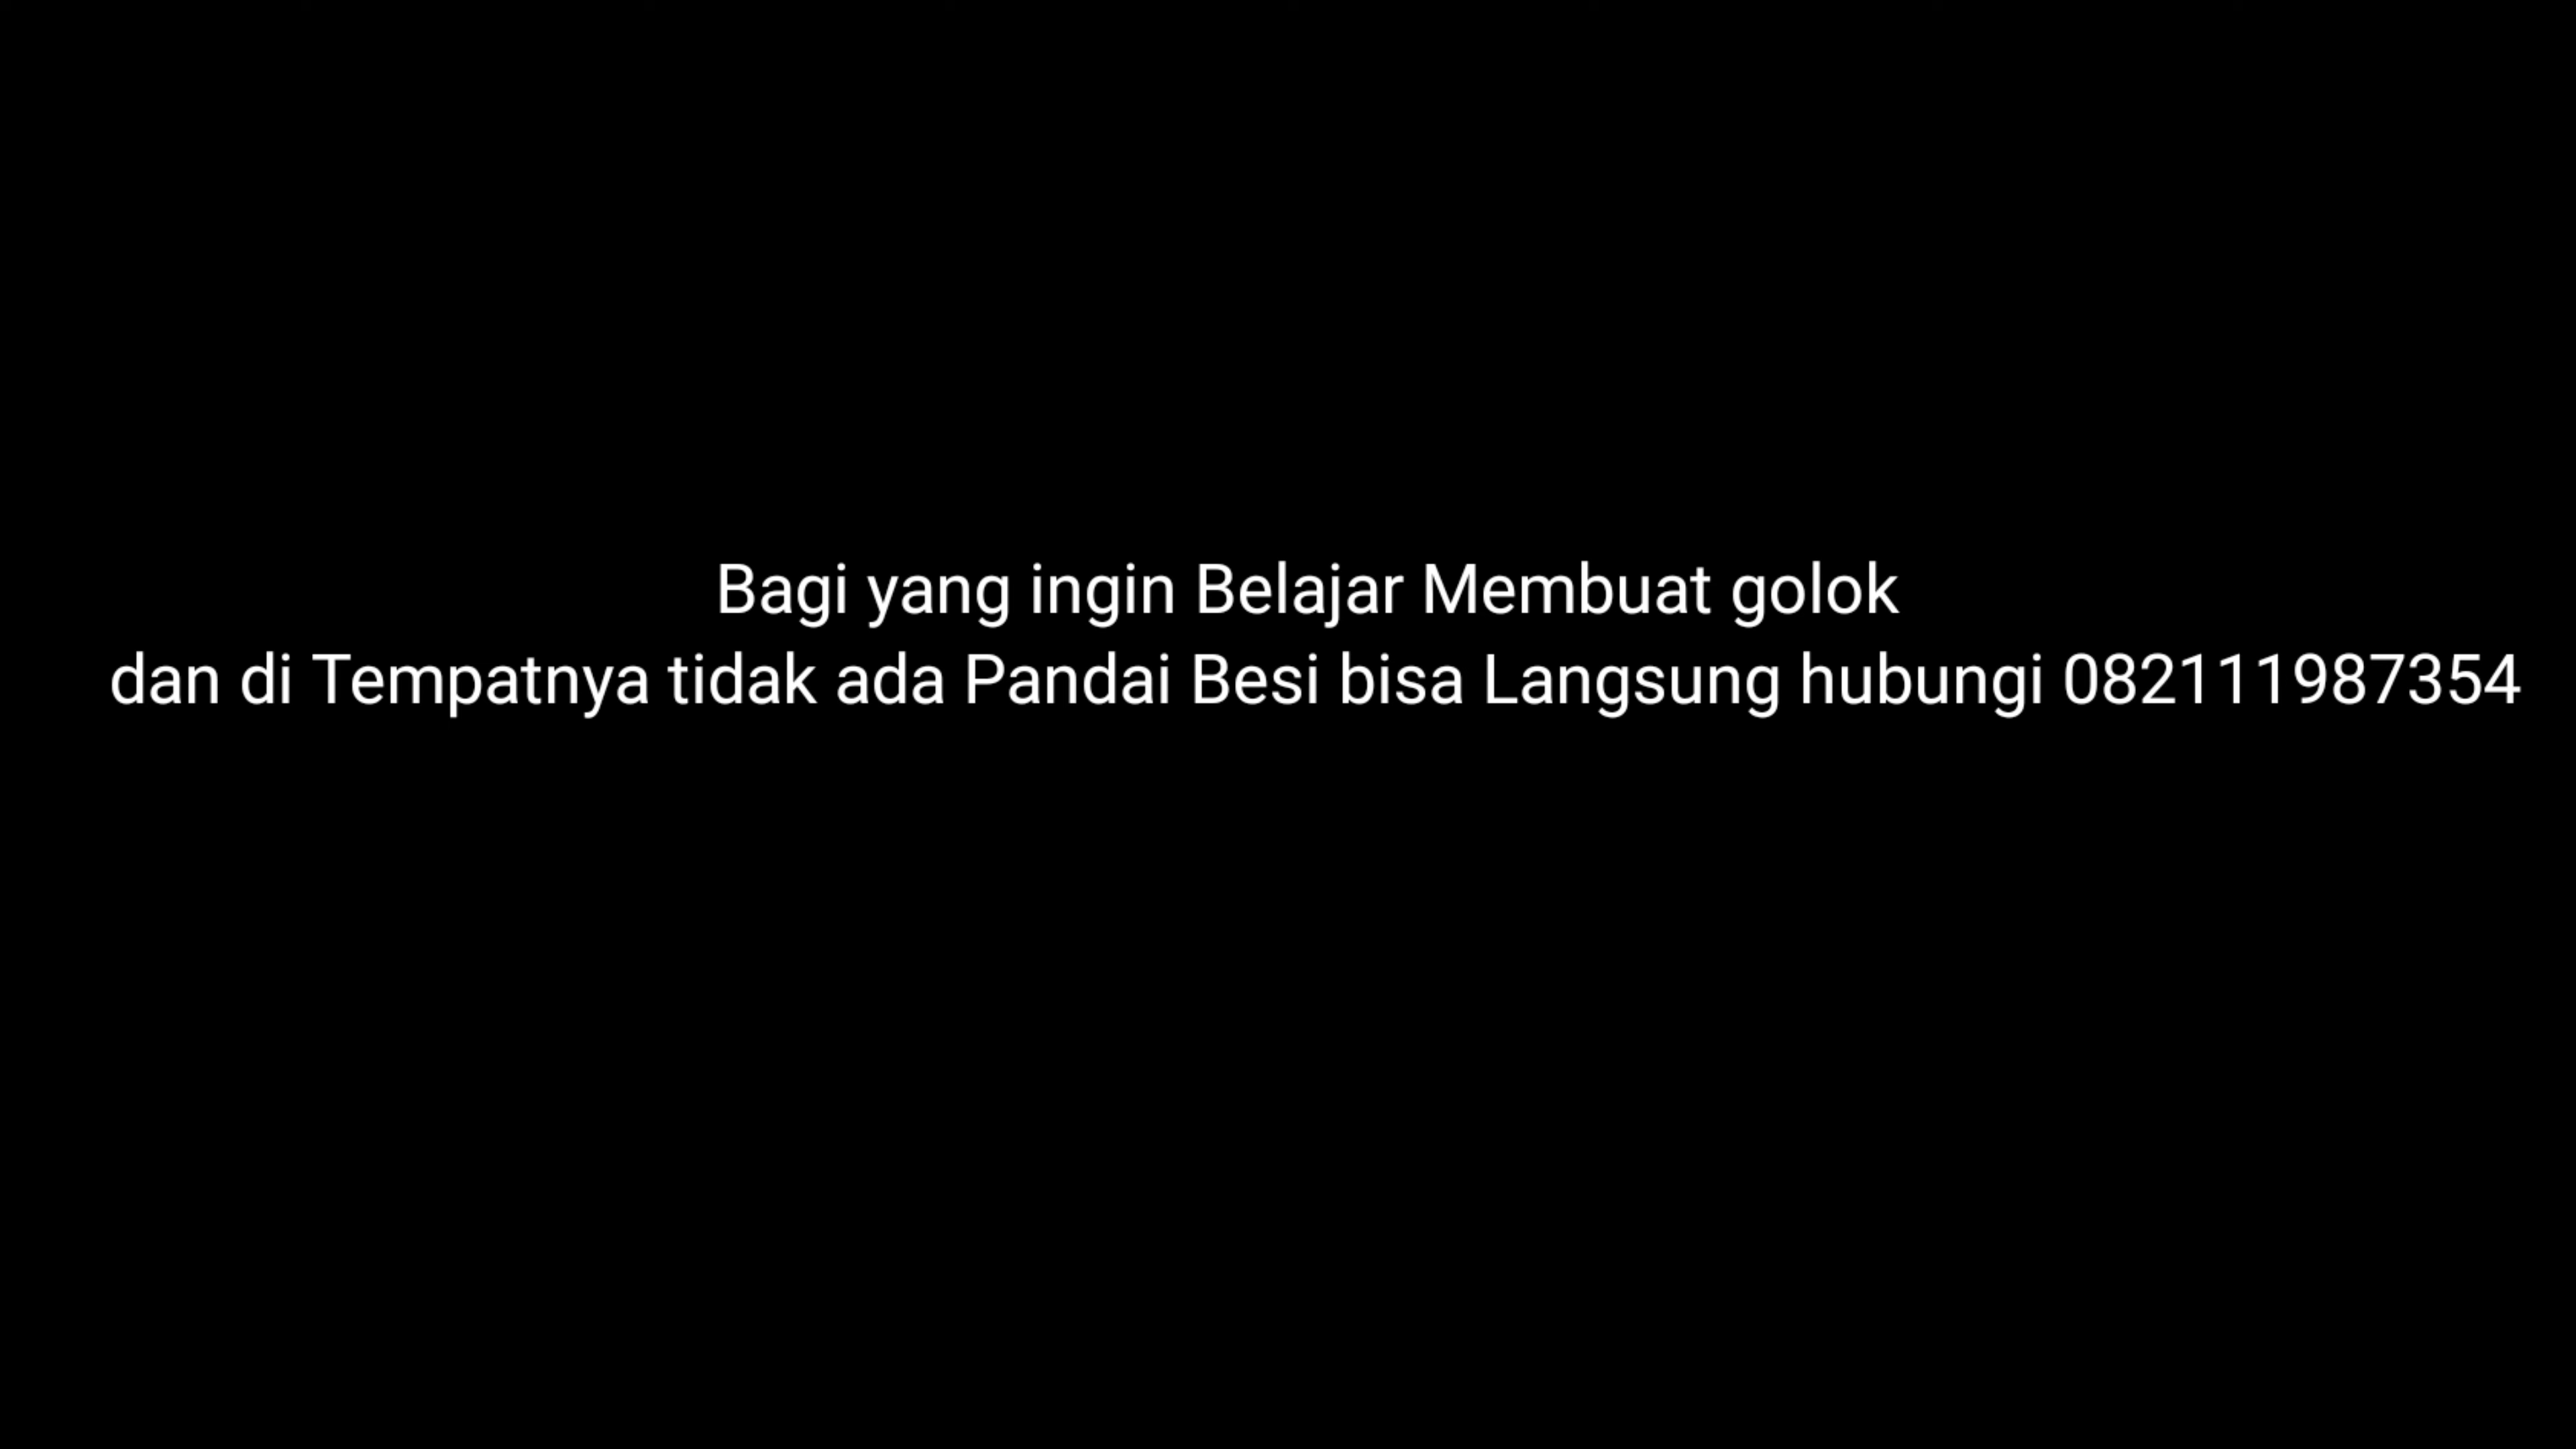 Bagi yang ingin Belajar Membuat golok
dan di Tempatnya tidak ada Pandai Besi bisa Langsung hubungi 082111987354